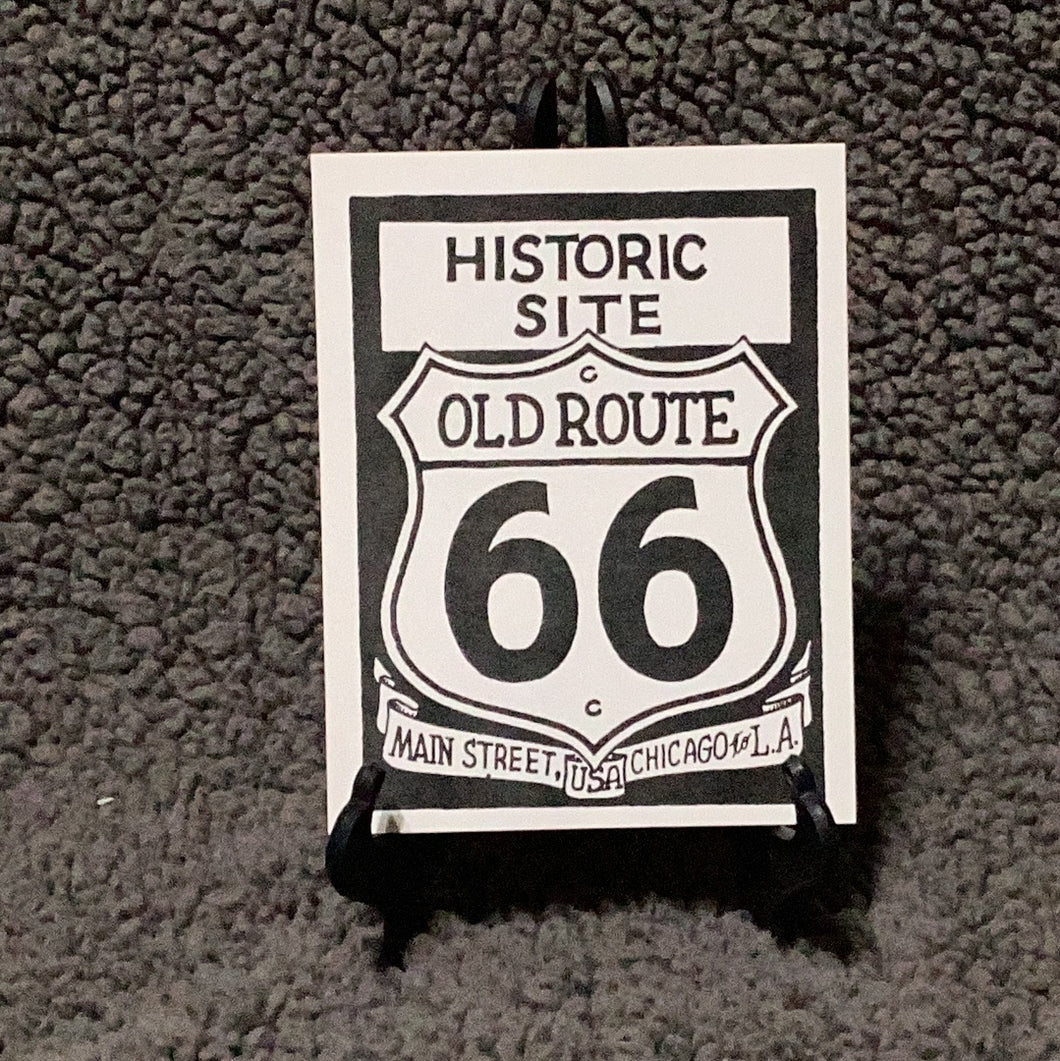 HISTORIC
SITE
OLD ROUTE
66
MAIN STREET, USA CHICAGO to L.A.